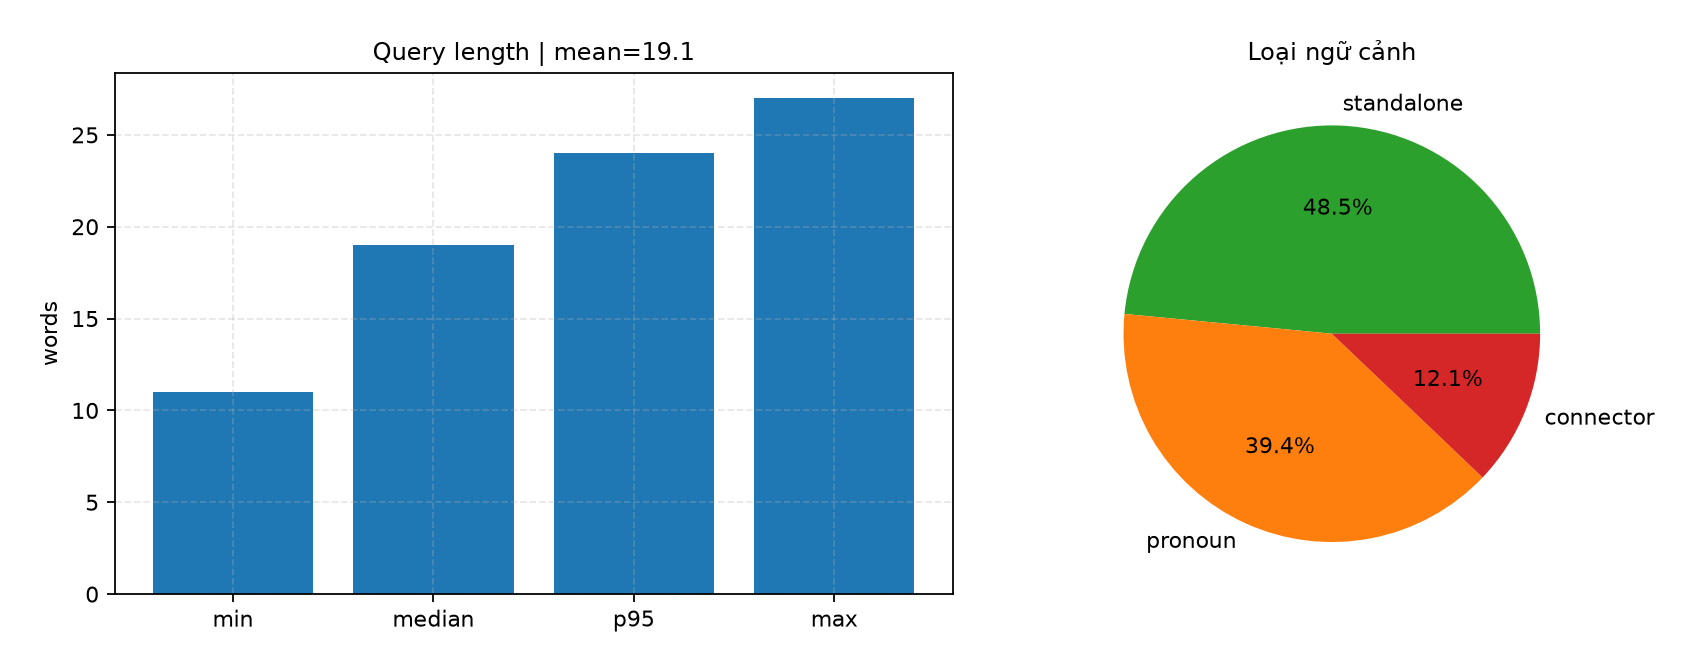 Query length | mean=19.1
words
25
20
15
10
5
0
min
median
p95
max
Loại ngữ cảnh
standalone
48.5%
12.1%
connector
39.4%
pronoun